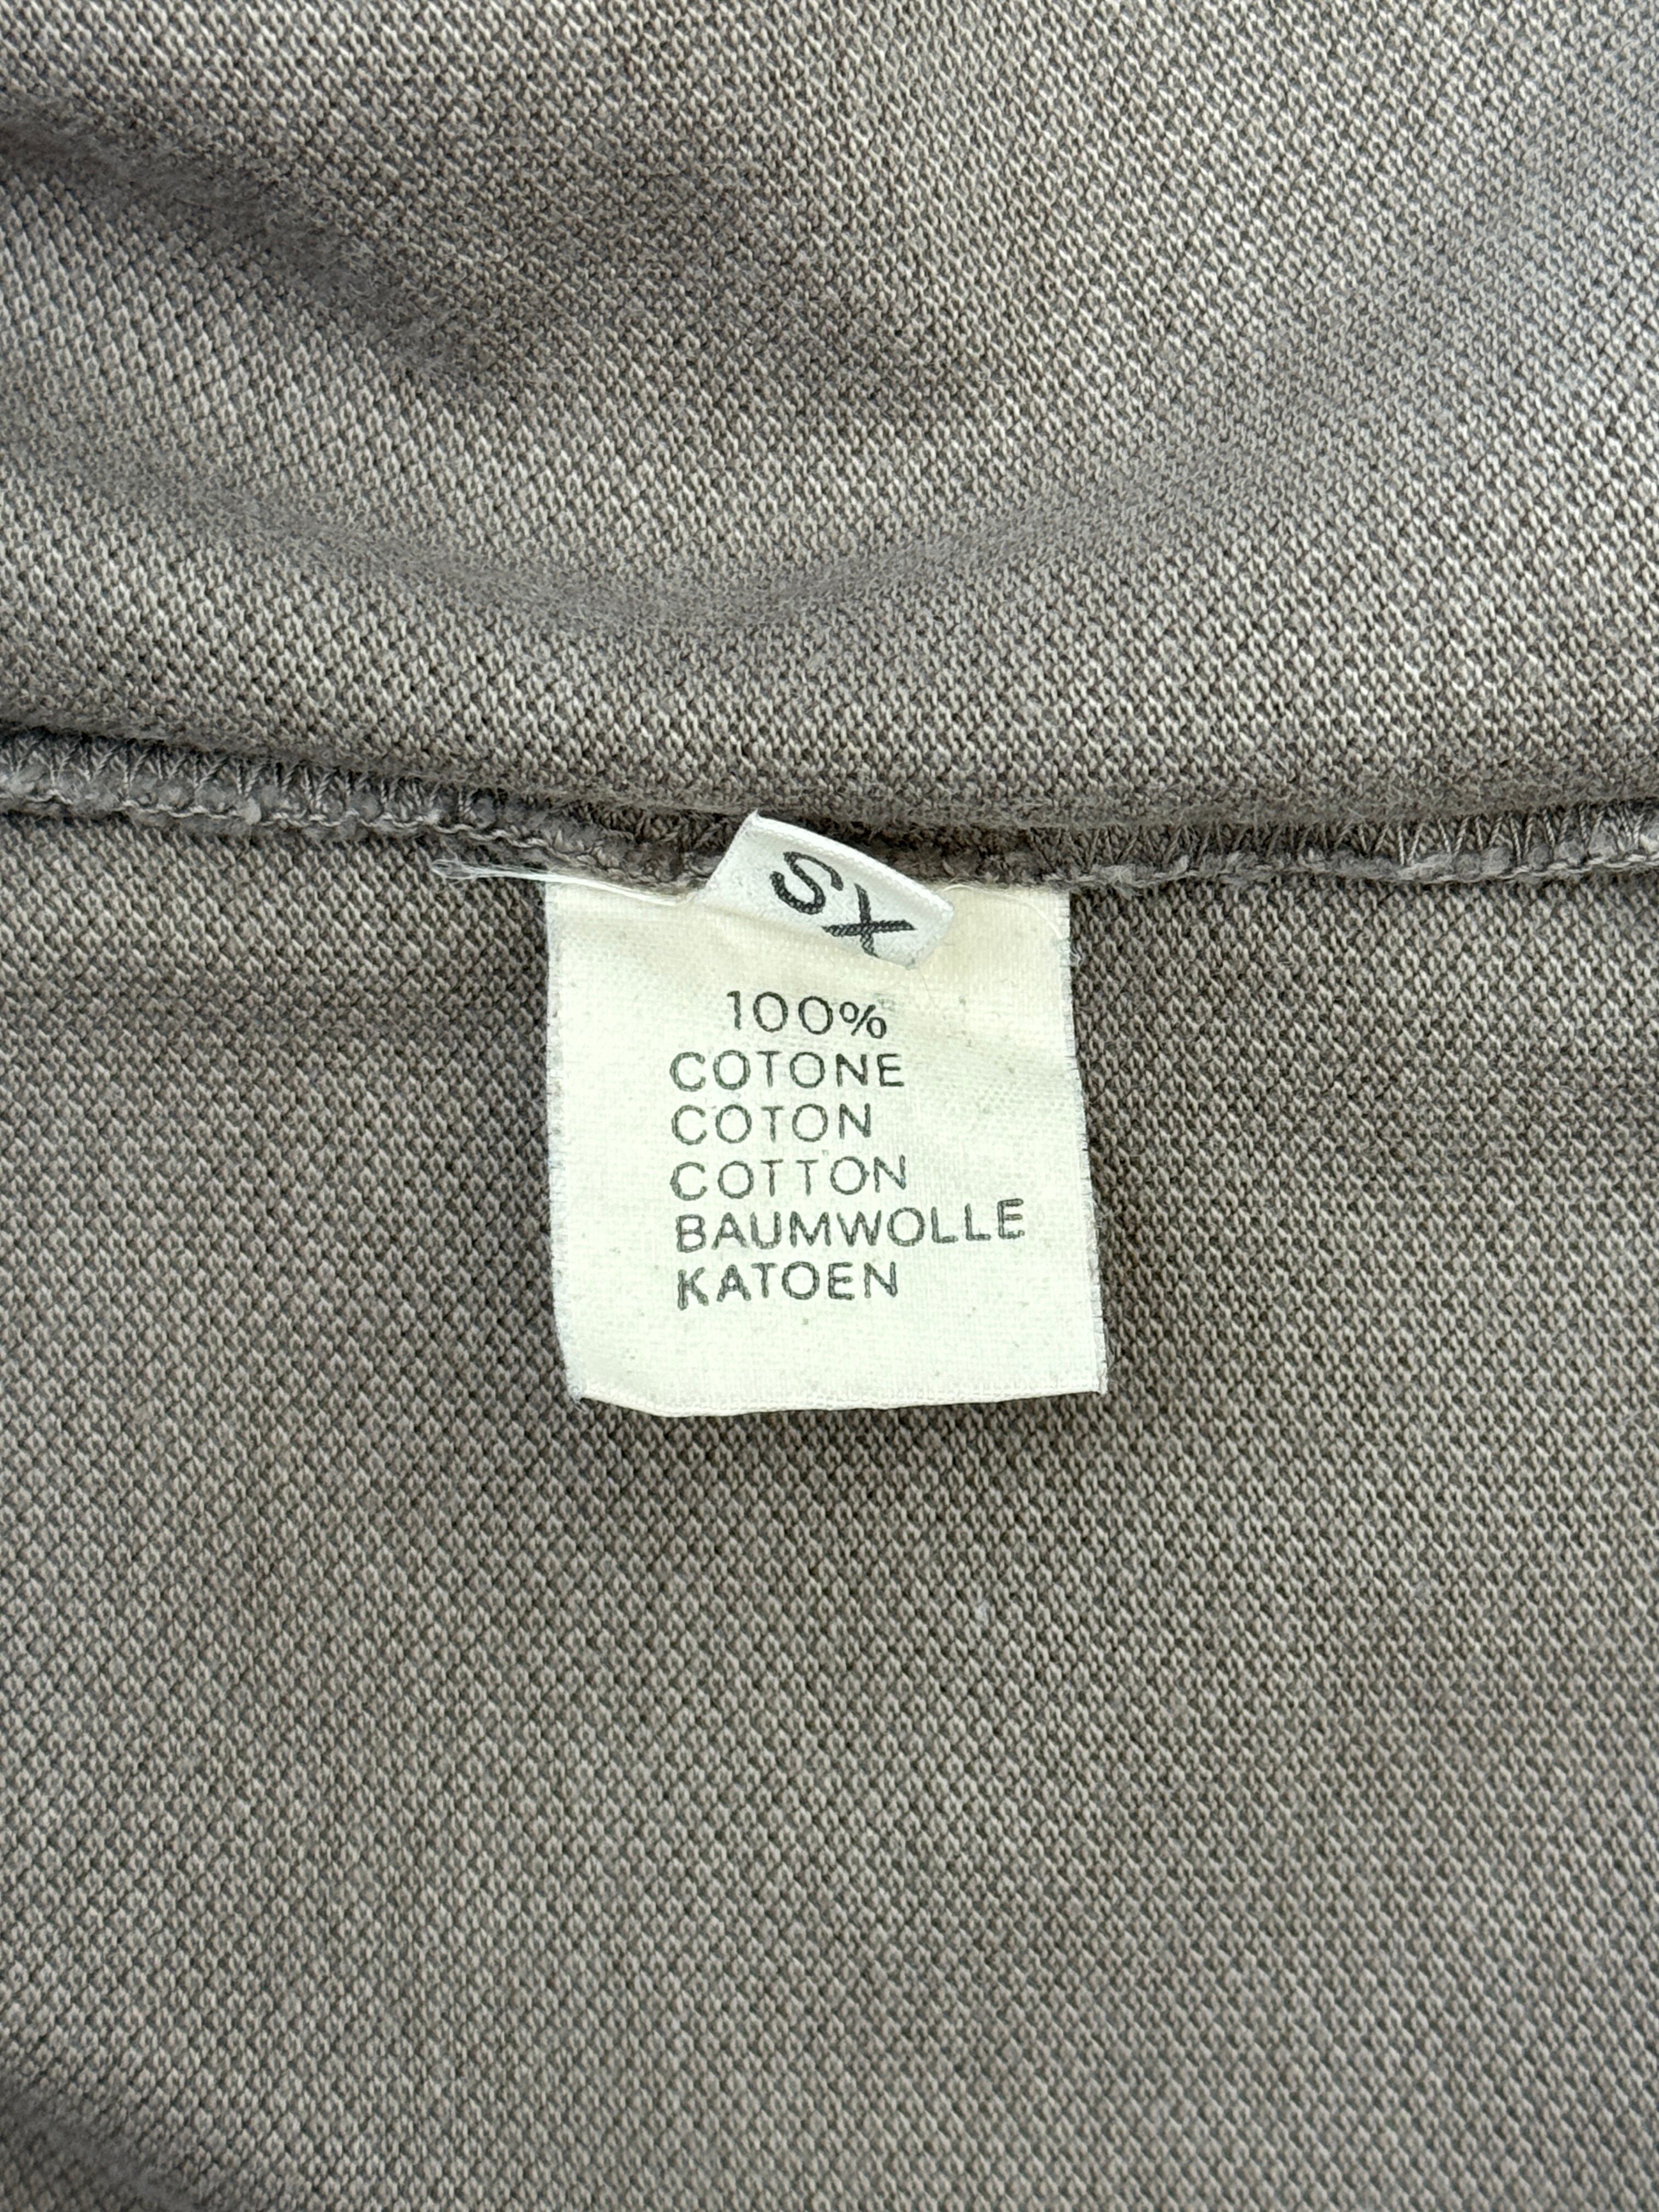 XS
100%
COTONE
COTON
COTTON
BAUMWOLLE
KATOEN